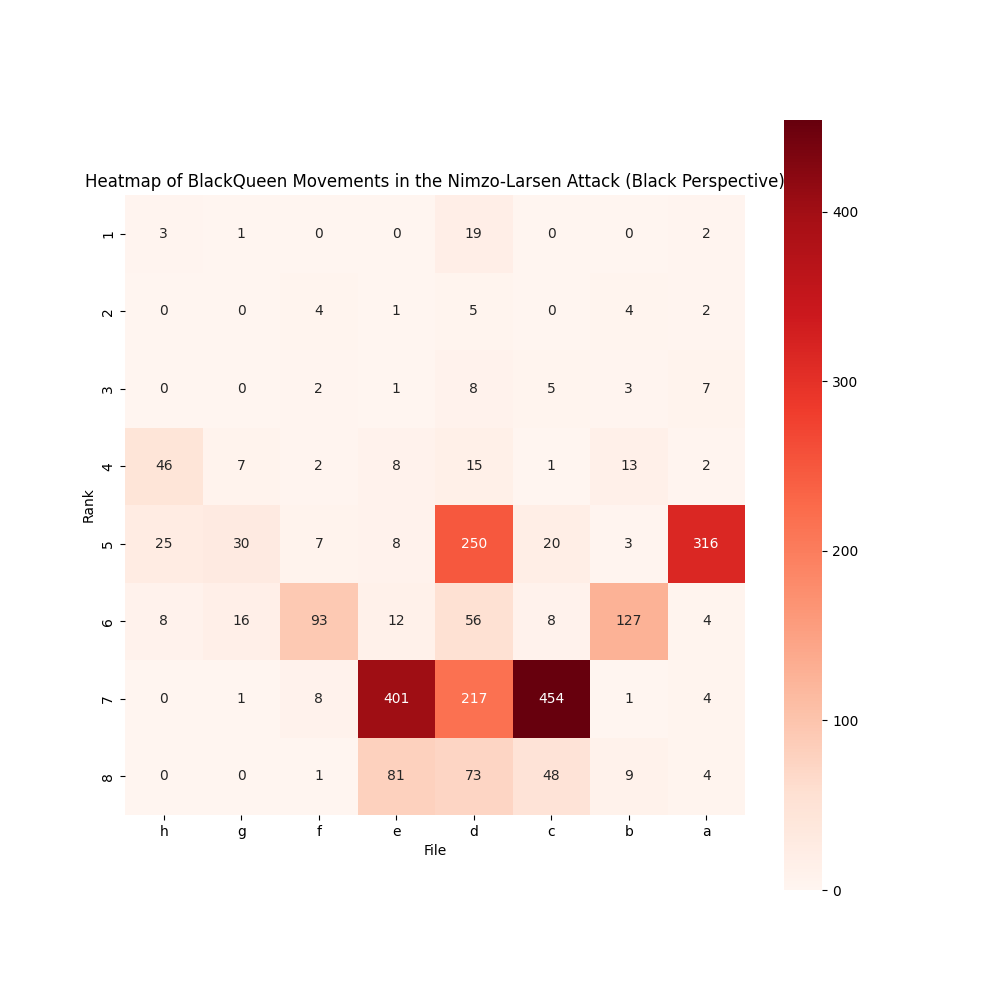 Heatmap of BlackQueen Movements in the Nimzo-Larsen Attack (Black Perspective)
1 3 1 0 0 19 0 0 2
2 0 0 4 1 5 0 4 2
3 0 0 2 1 8 5 3 7
4 46 7 2 8 15 1 13 2
5 25 30 7 8 250 20 3 316
6 8 16 93 12 56 8 127 4
7 0 1 8 401 217 454 1 4
8 0 0 1 81 73 48 9 4
h g f e d c b a
Rank
File
400
300
200
100
0